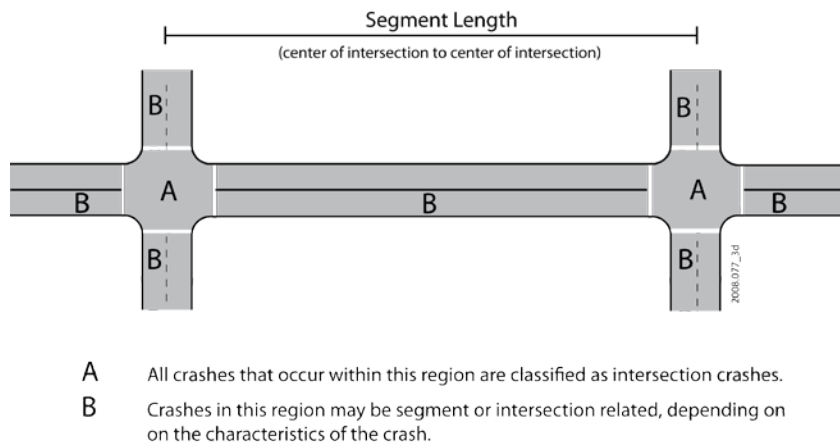 Segment Length
(center of intersection to center of intersection)
B
B
A
A
B
B
B
B
B
2008.077_3d
A All crashes that occur within this region are classified as intersection crashes.
B Crashes in this region may be segment or intersection related, depending on
on the characteristics of the crash.